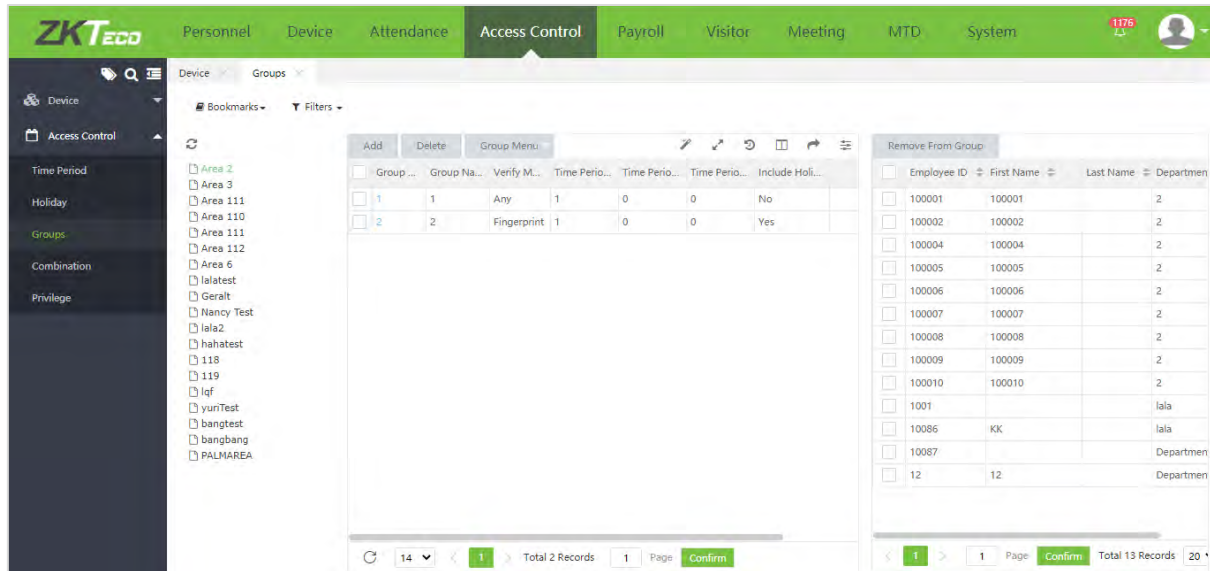 ZKTECO Personnel Device Attendance Access Control Payroll Visitor Meeting MTD System 1176
Device Groups
Device
Bookmarks Filters
Access Control
Time Period
Holiday
Groups
Combination
Privilege
Area 2
Area 3
Area 111
Area 110
Area 111
Area 112
Area 6
lalatest
Geralt
Nancy Test
lala2
hahatest
118
119
lqf
yuriTest
bangtest
bangbang
PALMAREA
Add Delete Group Menu
Group ... Group Na... Verify M... Time Perio... Time Perio... Time Perio... Include Holi...
1 1 Any 1 0 0 No
2 2 Fingerprint 1 0 0 Yes
14 < 1 > Total 2 Records 1 Page Confirm
Remove From Group
Employee ID First Name Last Name Departmen
100001 100001 2
100002 100002 2
100004 100004 2
100005 100005 2
100006 100006 2
100007 100007 2
100008 100008 2
100009 100009 2
100010 100010 2
1001 lala
10086 KK lala
10087 Departmen
12 12 Departmen
< 1 > 1 Page Confirm Total 13 Records 20